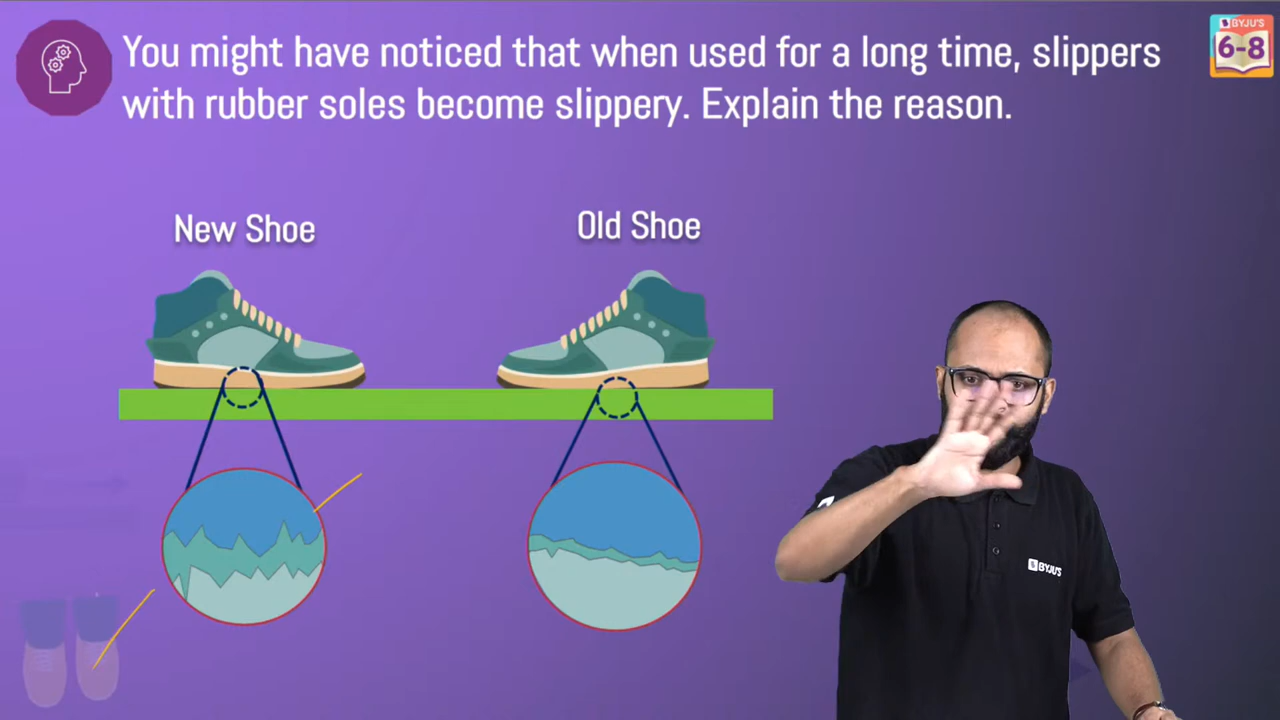 You might have noticed that when used for a long time, slippers
with rubber soles become slippery. Explain the reason.
BYJU'S
6-8
New Shoe
Old Shoe
BYJU'S